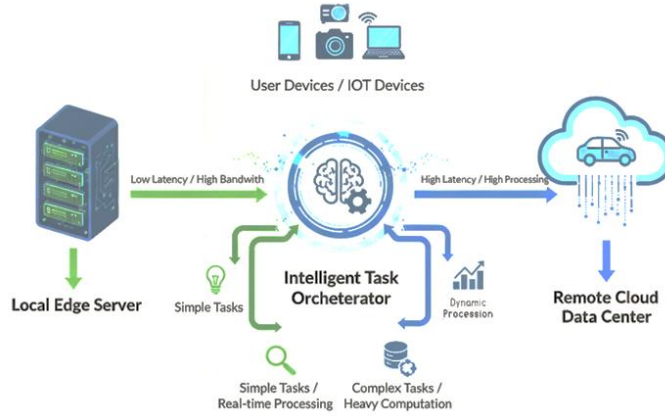 User Devices / IOT Devices
Low Latency / High Bandwith
High Latency / High Processing
Local Edge Server
Simple Tasks
Intelligent Task
Orcheterator
Dynamic
Procession
Remote Cloud
Data Center
Simple Tasks /
Real-time Processing
Complex Tasks /
Heavy Computation